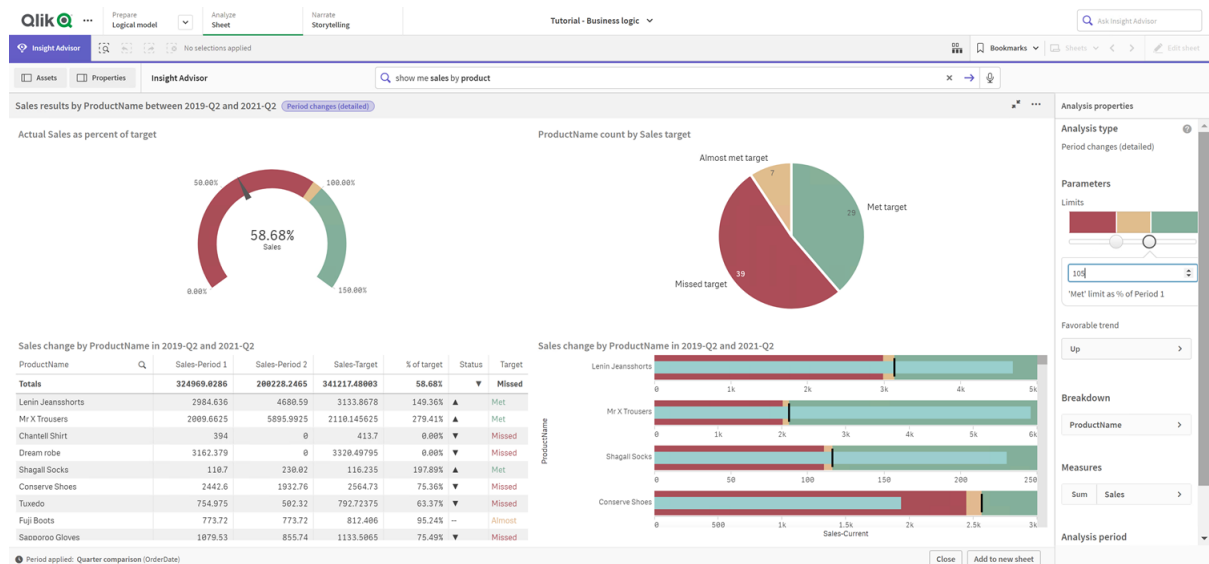 Qlik
Prepare
Logical model
Analyze
Sheet
Narrate
Storytelling
Tutorial - Business logic
Ask Insight Advisor
Insight Advisor
No selections applied
Bookmarks
Sheets
Edit sheet
Assets
Properties
Insight Advisor
show me sales by product
Sales results by ProductName between 2019-Q2 and 2021-Q2
Period changes (detailed)
Actual Sales as percent of target
50.00%
100.00%
58.68%
Sales
0.00%
150.00%
ProductName count by Sales target
Almost met target
7
Met target
29
39
Missed target
Sales change by ProductName in 2019-Q2 and 2021-Q2
ProductName Sales-Period 1 Sales-Period 2 Sales-Target % of target Status Target
Totals 324969.0286 200228.2465 341217.48003 58.68% ▼ Missed
Lenin Jeansshorts 2984.636 4680.59 3133.8678 149.36% ▲ Met
Mr X Trousers 2009.6625 5895.9925 2110.145625 279.41% ▲ Met
Chantell Shirt 394 0 413.7 0.00% ▼ Missed
Dream robe 3162.379 0 3320.49795 0.00% ▼ Missed
Shagall Socks 110.7 230.02 116.235 197.89% ▲ Met
Conserve Shoes 2442.6 1932.76 2564.73 75.36% ▼ Missed
Tuxedo 754.975 502.32 792.72375 63.37% ▼ Missed
Fuji Boots 773.72 773.72 812.406 95.24% -- Almost
Sapporoo Gloves 1079.53 855.74 1133.5065 75.49% ▼ Missed
Sales change by ProductName in 2019-Q2 and 2021-Q2
ProductName
Lenin Jeansshorts
0 1k 2k 3k 4k 5k
Mr X Trousers
0 1k 2k 3k 4k 5k 6k
Shagall Socks
0 50 100 150 200 250
Conserve Shoes
0 500 1k 1.5k 2k 2.5k 3k
Sales-Current
Analysis properties
Analysis type
Period changes (detailed)
Parameters
Limits
105
'Met' limit as % of Period 1
Favorable trend
Up
Breakdown
ProductName
Measures
Sum Sales
Analysis period
Period applied: Quarter comparison (OrderDate)
Close
Add to new sheet